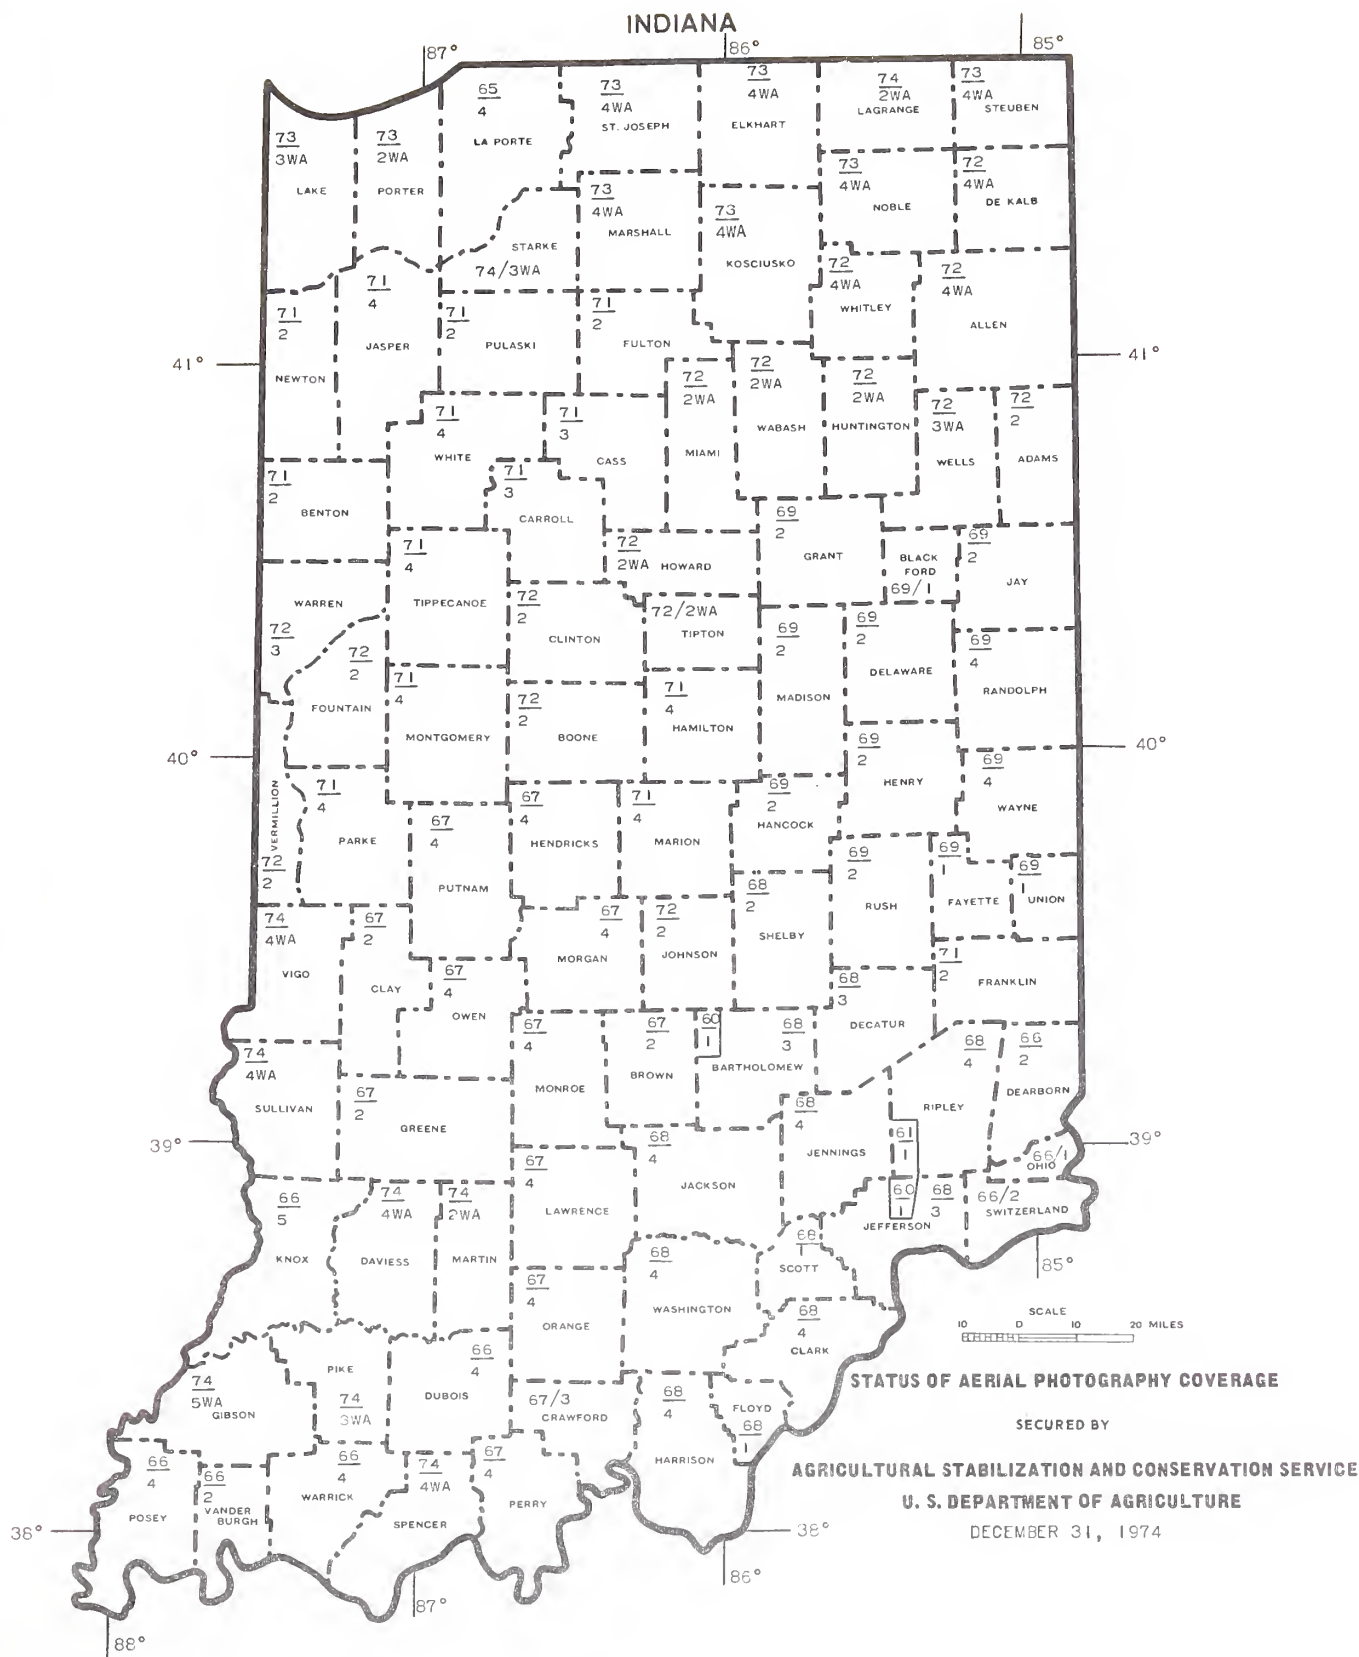 INDIANA
87°
86°
85°
65
4
LA PORTE
73
4WA
ST. JOSEPH
73
4WA
ELKHART
74
2WA
LAGRANGE
73
4WA
STEUBEN
73
3WA
LAKE
73
2WA
PORTER
73
4WA
MARSHALL
73
4WA
KOSCIUSKO
73
4WA
NOBLE
72
4WA
DE KALB
STARKE
74/3WA
71
2
NEWTON
71
4
JASPER
71
2
PULASKI
71
2
FULTON
72
4WA
WHITLEY
72
4WA
ALLEN
41°
41°
72
2WA
MIAMI
72
2WA
WABASH
72
2WA
HUNTINGTON
72
3WA
WELLS
72
2
ADAMS
71
4
WHITE
71
3
CASS
71
2
BENTON
71
3
CARROLL
69
2
GRANT
BLACK
FORD
69/1
69
2
JAY
72
2WA
HOWARD
WARREN
72
3
71
4
TIPPECANOE
72
2
CLINTON
72/2WA
TIPTON
69
2
MADISON
69
2
DELAWARE
69
4
RANDOLPH
72
2
FOUNTAIN
71
4
MONTGOMERY
72
2
BOONE
71
4
HAMILTON
40°
40°
69
2
HENRY
69
4
WAYNE
VERMILLION
72
2
71
4
PARKE
67
4
PUTNAM
67
4
HENDRICKS
71
4
MARION
69
2
HANCOCK
69
2
RUSH
69
1
FAYETTE
69
1
UNION
68
2
SHELBY
74
4WA
VIGO
67
2
CLAY
67
4
OWEN
67
4
MORGAN
72
2
JOHNSON
71
2
FRANKLIN
68
3
DECATUR
67
4
MONROE
67
2
BROWN
60
1
68
3
BARTHOLOMEW
68
4
RIPLEY
66
2
DEARBORN
74
4WA
SULLIVAN
67
2
GREENE
68
4
JENNINGS
61
1
66/1
OHIO
39°
39°
68
4
JACKSON
67
4
LAWRENCE
66
5
KNOX
74
4WA
DAVIESS
74
2WA
MARTIN
60
1
68
3
JEFFERSON
66/2
SWITZERLAND
68
1
SCOTT
68
4
WASHINGTON
67
4
ORANGE
85°
68
4
CLARK
SCALE
10 0 10 20 MILES
PIKE
74
3WA
66
4
DUBOIS
74
5WA
GIBSON
67/3
CRAWFORD
68
4
HARRISON
FLOYD
68
1
STATUS OF AERIAL PHOTOGRAPHY COVERAGE
SECURED BY
AGRICULTURAL STABILIZATION AND CONSERVATION SERVICE
U. S. DEPARTMENT OF AGRICULTURE
DECEMBER 31, 1974
66
4
POSEY
66
2
VANDER
BURGH
66
4
WARRICK
74
4WA
SPENCER
67
4
PERRY
38°
38°
86°
87°
88°